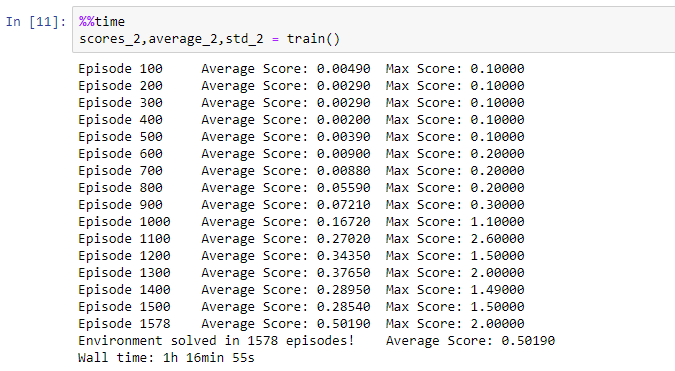 In [11]: %%time
scores_2,average_2,std_2 = train()
Episode 100 Average Score: 0.00490 Max Score: 0.10000
Episode 200 Average Score: 0.00290 Max Score: 0.10000
Episode 300 Average Score: 0.00290 Max Score: 0.10000
Episode 400 Average Score: 0.00200 Max Score: 0.10000
Episode 500 Average Score: 0.00390 Max Score: 0.10000
Episode 600 Average Score: 0.00900 Max Score: 0.20000
Episode 700 Average Score: 0.00880 Max Score: 0.20000
Episode 800 Average Score: 0.05590 Max Score: 0.20000
Episode 900 Average Score: 0.07210 Max Score: 0.30000
Episode 1000 Average Score: 0.16720 Max Score: 1.10000
Episode 1100 Average Score: 0.27020 Max Score: 2.60000
Episode 1200 Average Score: 0.34350 Max Score: 1.50000
Episode 1300 Average Score: 0.37650 Max Score: 2.00000
Episode 1400 Average Score: 0.28950 Max Score: 1.49000
Episode 1500 Average Score: 0.28540 Max Score: 1.50000
Episode 1578 Average Score: 0.50190 Max Score: 2.00000
Environment solved in 1578 episodes! Average Score: 0.50190
Wall time: 1h 16min 55s